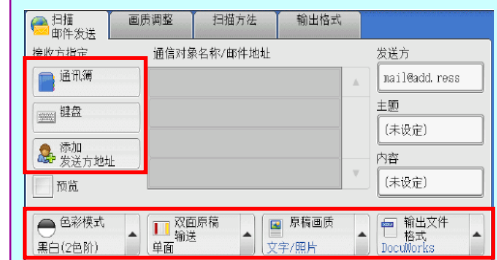 扫描
邮件发送
画质调整
扫描方法
输出格式
接收方指定
通信对象名称/邮件地址
发送方
通讯簿
mail@add.ress
键盘
主题
(未设定)
添加
发送方地址
内容
预览
(未设定)
色彩模式
黑白(2色阶)
双面原稿
输送
单面
原稿画质
文字/照片
输出文件
格式
DocuWorks